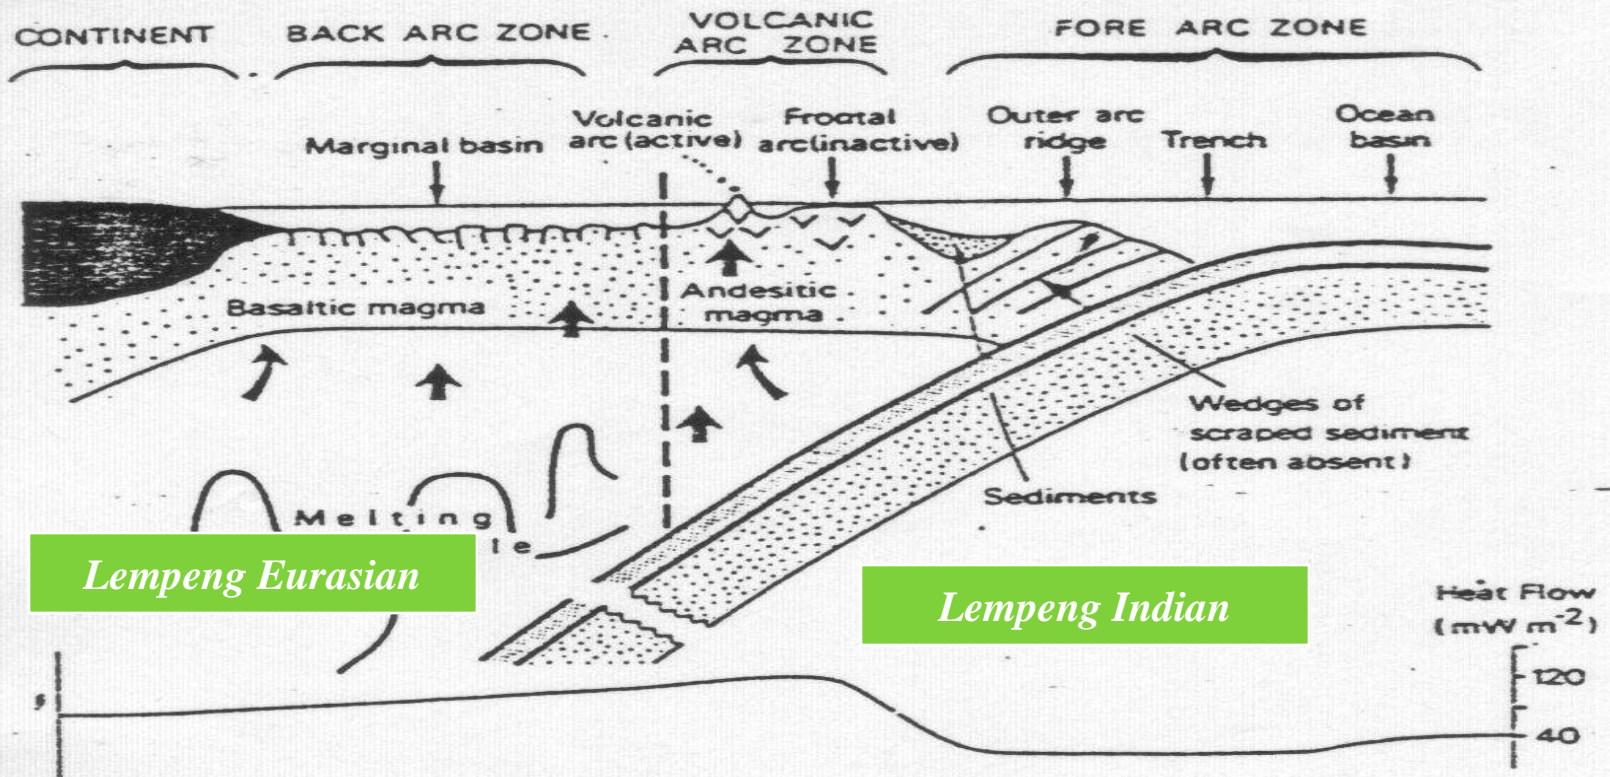 CONTINENT
BACK ARC ZONE.
VOLCANIC
ARC ZONE
FORE ARC ZONE
Marginal basin
Volcanic
arc (active)
Frontal
arc(inactive)
Outer arc
ridge
Trench
Ocean
basin
Basaltic magma
Andesitic
magma
Wedges of
scraped sediment
(often absent)
Sediments
Melting
Lempeng Eurasian
Lempeng Indian
Heat Flow
(mW m-2)
120
40